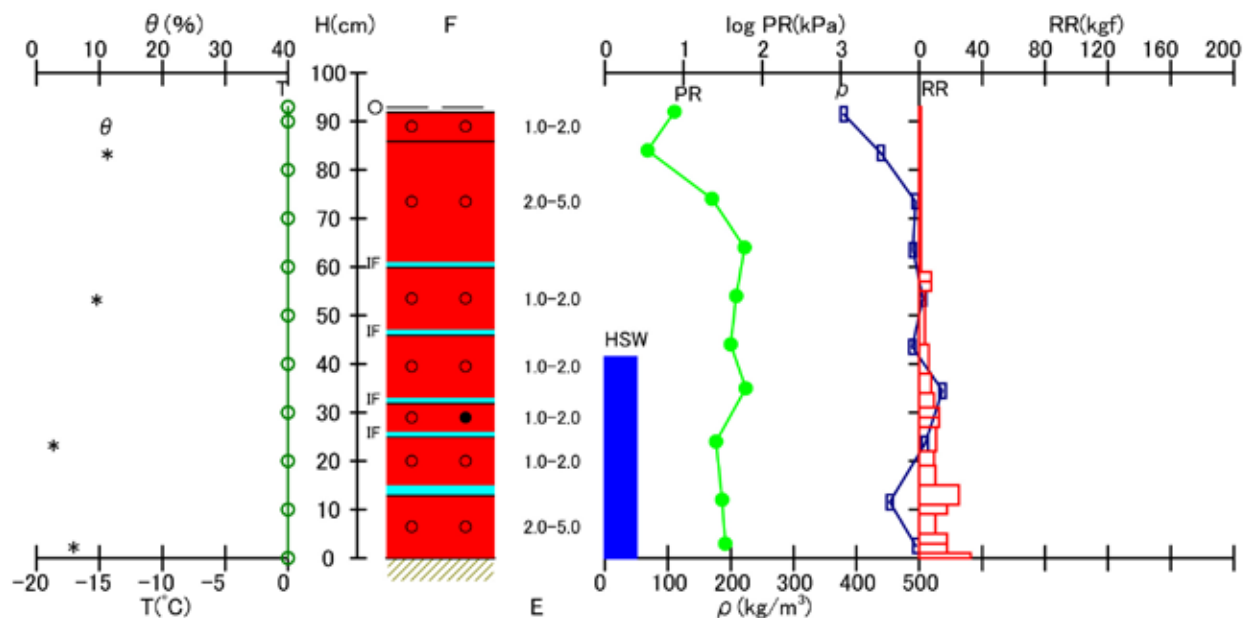 θ(%) H(cm) F log PR(kPa) RR(kgf)
0 10 20 30 40 0 1 2 3 0 40 80 120 160 200
100
T PR ρ RR
90 θ 1.0-2.0
80
2.0-5.0
70
60 IF
1.0-2.0
50
IF
HSW
40 1.0-2.0
IF
30 1.0-2.0
IF
20 1.0-2.0
10
2.0-5.0
0
-20 -15 -10 -5 0 0 100 200 300 400 500
T(°C) E ρ(kg/m³)